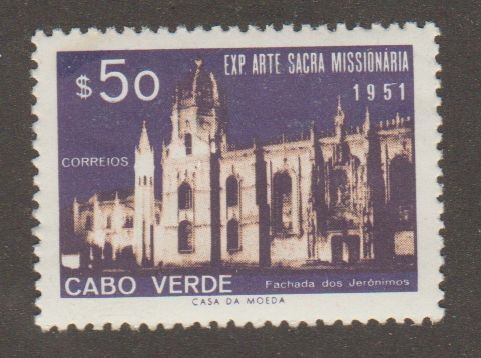 EXP. ARTE SACRA MISSIONÁRIA
1951
$50
CORREIOS
CABO VERDE
Fachada dos Jerónimos
CASA DA MOEDA